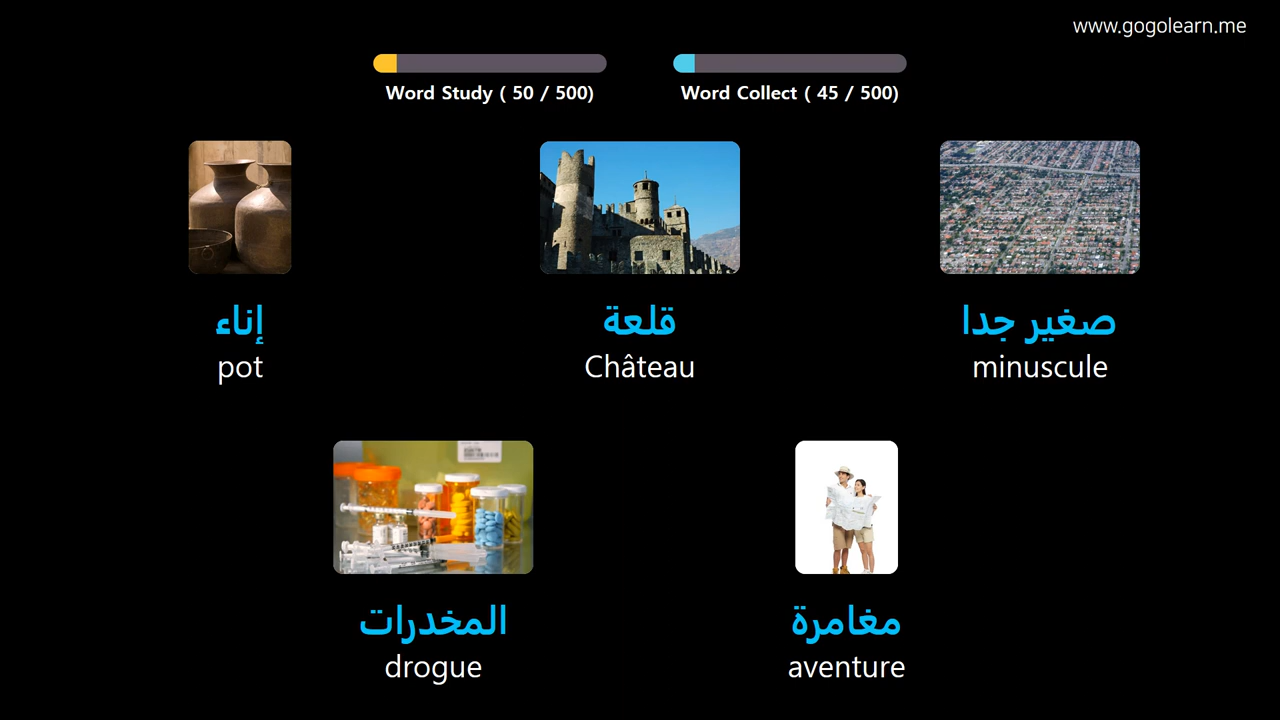 www.gogolearn.me
Word Study ( 50 / 500)
Word Collect ( 45 / 500)
إناء
pot
قلعة
Château
صغير جدا
minuscule
المخدرات
drogue
مغامرة
aventure